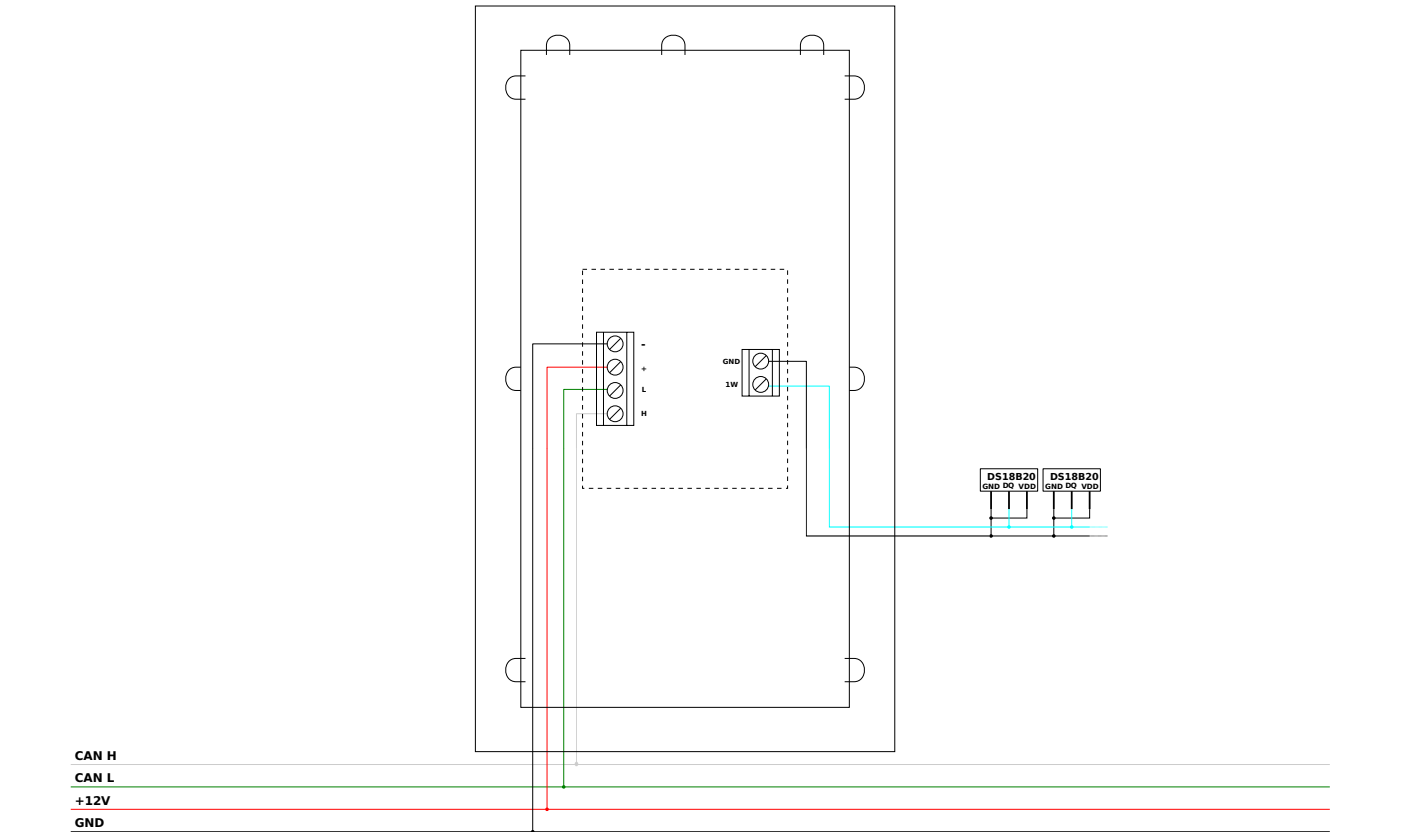 -
+
L
H
GND
1W
DS18B20 DS18B20
GND DQ VDD GND DQ VDD
CAN H
CAN L
+12V
GND